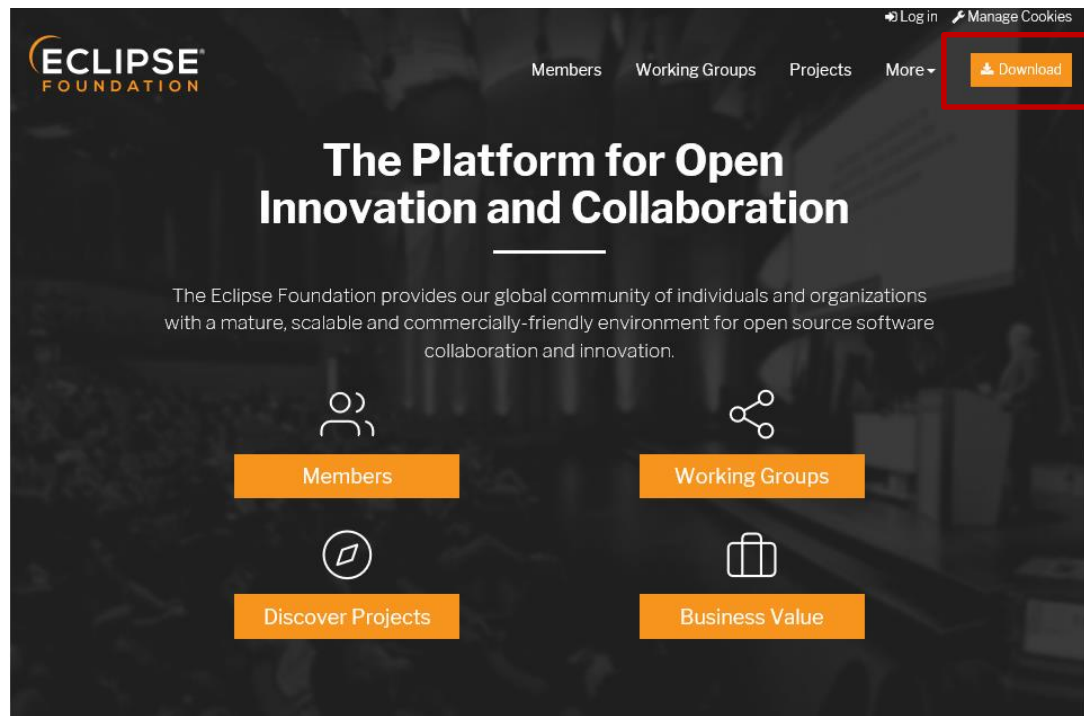 Log in Manage Cookies
ECLIPSE®
FOUNDATION
Members Working Groups Projects More Download
The Platform for Open
Innovation and Collaboration
The Eclipse Foundation provides our global community of individuals and organizations
with a mature, scalable and commercially-friendly environment for open source software
collaboration and innovation.
Members
Working Groups
Discover Projects
Business Value